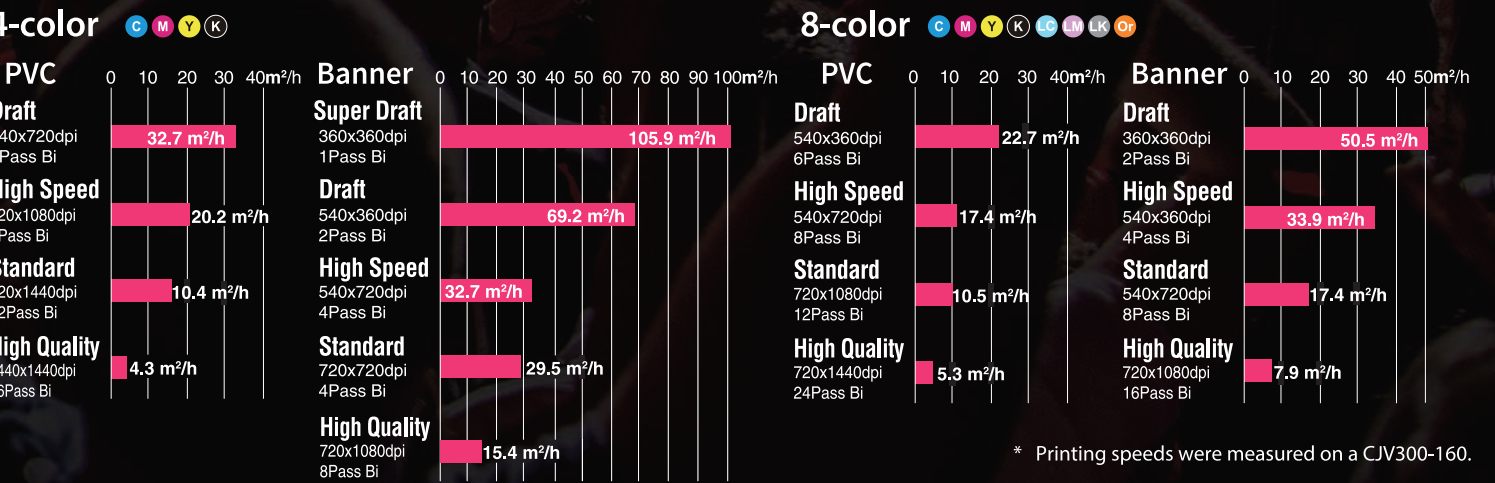 4-color C M Y K
PVC 0 10 20 30 40m²/h
Draft
40x720dpi
Pass Bi
32.7 m²/h
High Speed
20x1080dpi
Pass Bi
20.2 m²/h
Standard
20x1440dpi
2Pass Bi
10.4 m²/h
High Quality
440x1440dpi
6Pass Bi
4.3 m²/h
Banner 0 10 20 30 40 50 60 70 80 90 100m²/h
Super Draft
360x360dpi
1Pass Bi
105.9 m²/h
Draft
540x360dpi
2Pass Bi
69.2 m²/h
High Speed
540x720dpi
4Pass Bi
32.7 m²/h
Standard
720x720dpi
4Pass Bi
29.5 m²/h
High Quality
720x1080dpi
8Pass Bi
15.4 m²/h
8-color C M Y K LC LM LK Or
PVC 0 10 20 30 40m²/h
Draft
540x360dpi
6Pass Bi
22.7 m²/h
High Speed
540x720dpi
8Pass Bi
17.4 m²/h
Standard
720x1080dpi
12Pass Bi
10.5 m²/h
High Quality
720x1440dpi
24Pass Bi
5.3 m²/h
Banner 0 10 20 30 40 50m²/h
Draft
360x360dpi
2Pass Bi
50.5 m²/h
High Speed
540x360dpi
4Pass Bi
33.9 m²/h
Standard
540x720dpi
8Pass Bi
17.4 m²/h
High Quality
720x1080dpi
16Pass Bi
7.9 m²/h
* Printing speeds were measured on a CJV300-160.